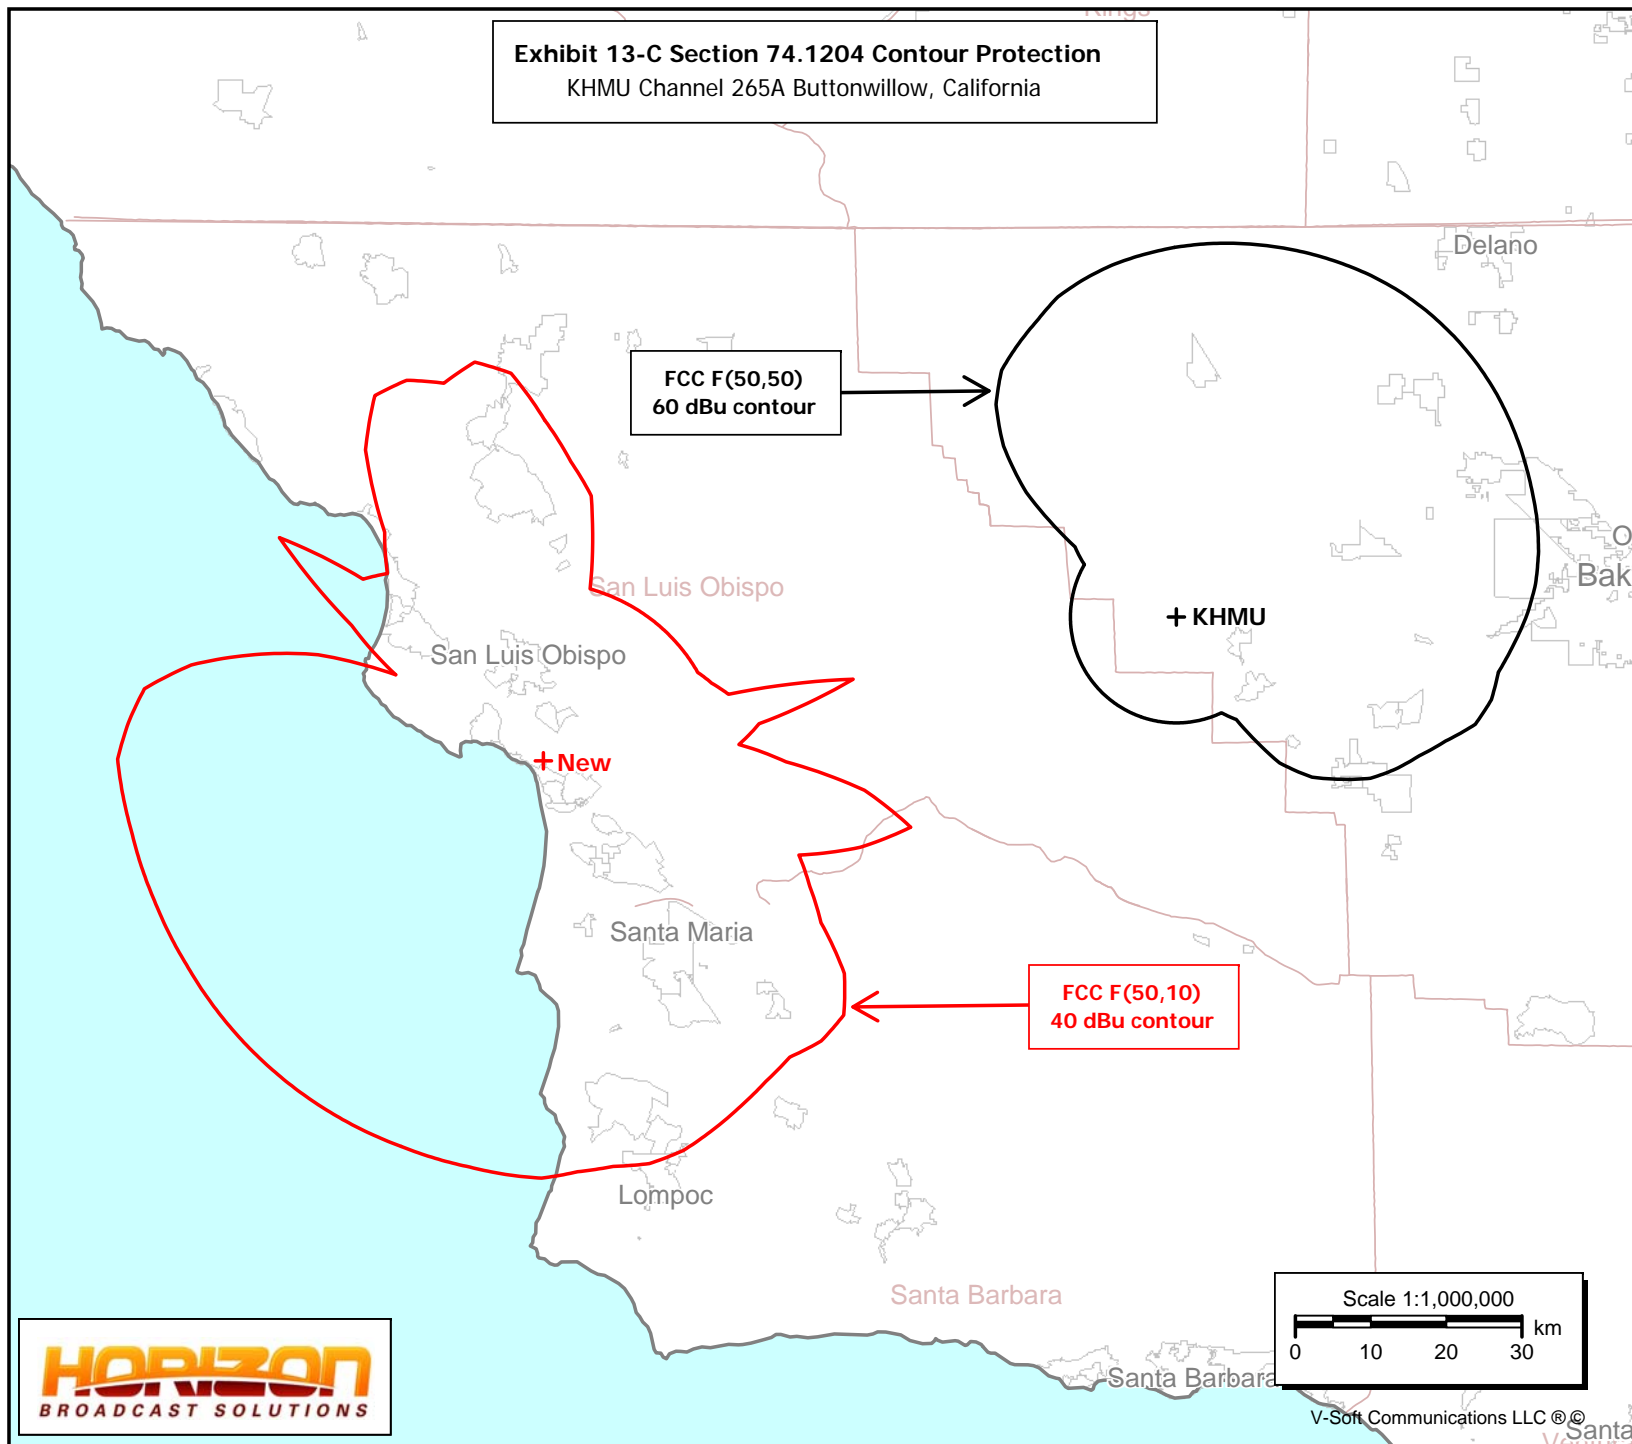 Kings
Exhibit 13-C Section 74.1204 Contour Protection
KHMU Channel 265A Buttonwillow, California
Delano
FCC F(50,50)
60 dBu contour
San Luis Obispo
Bak
KHMU
San Luis Obispo
New
Santa Maria
FCC F(50,10)
40 dBu contour
Lompoc
Santa Barbara
Scale 1:1,000,000
km
0 10 20 30
HORIZON
BROADCAST SOLUTIONS
Santa Barbara
V-Soft Communications LLC ® ©
Santa